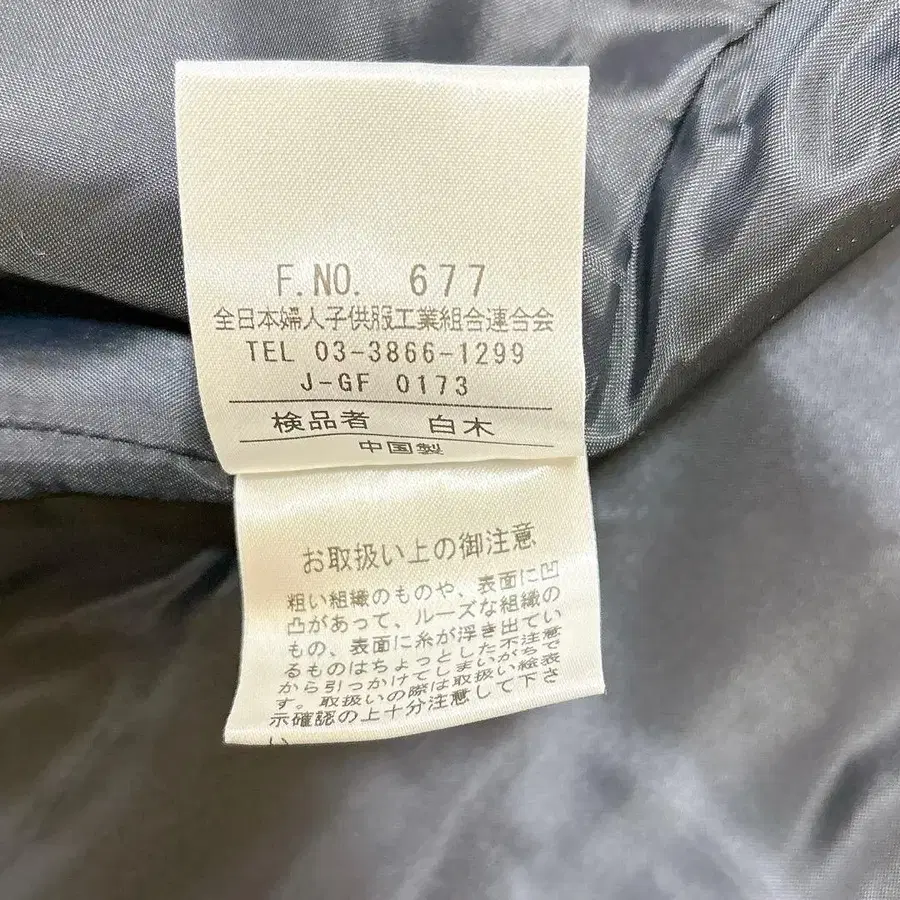 F.NO. 677
全日本婦人子供服工業組合連合会
TEL 03-3866-1299
J-GF 0173
検品者 白木
中国製
お取扱い上の御注意
粗い組織のものや、表面に凹
凸があって、ルーズな組織の
もの、表面に糸が浮き出てい
るものはちょっとした不注意
から引っかけてしまいがちで
す。取扱いの際は取扱い絵表
示確認の上十分注意して下さ
い